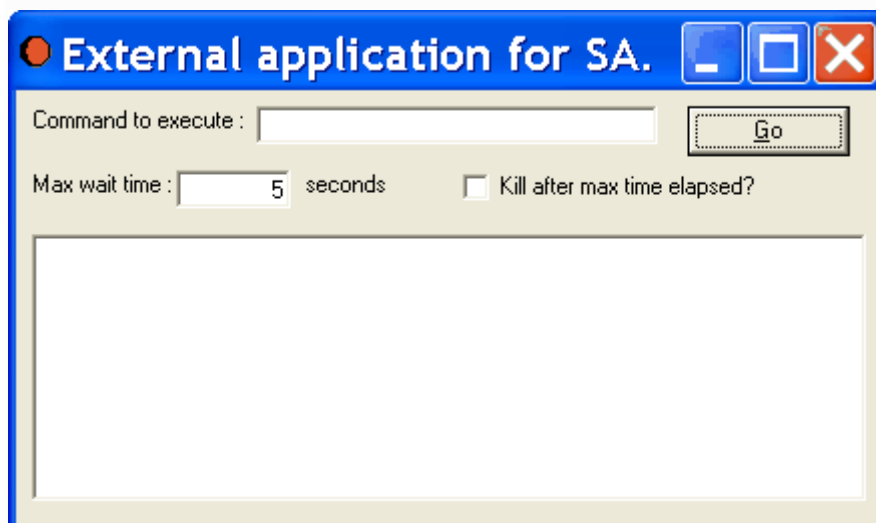 External application for SA.
Command to execute : Go
Max wait time : 5 seconds Kill after max time elapsed?